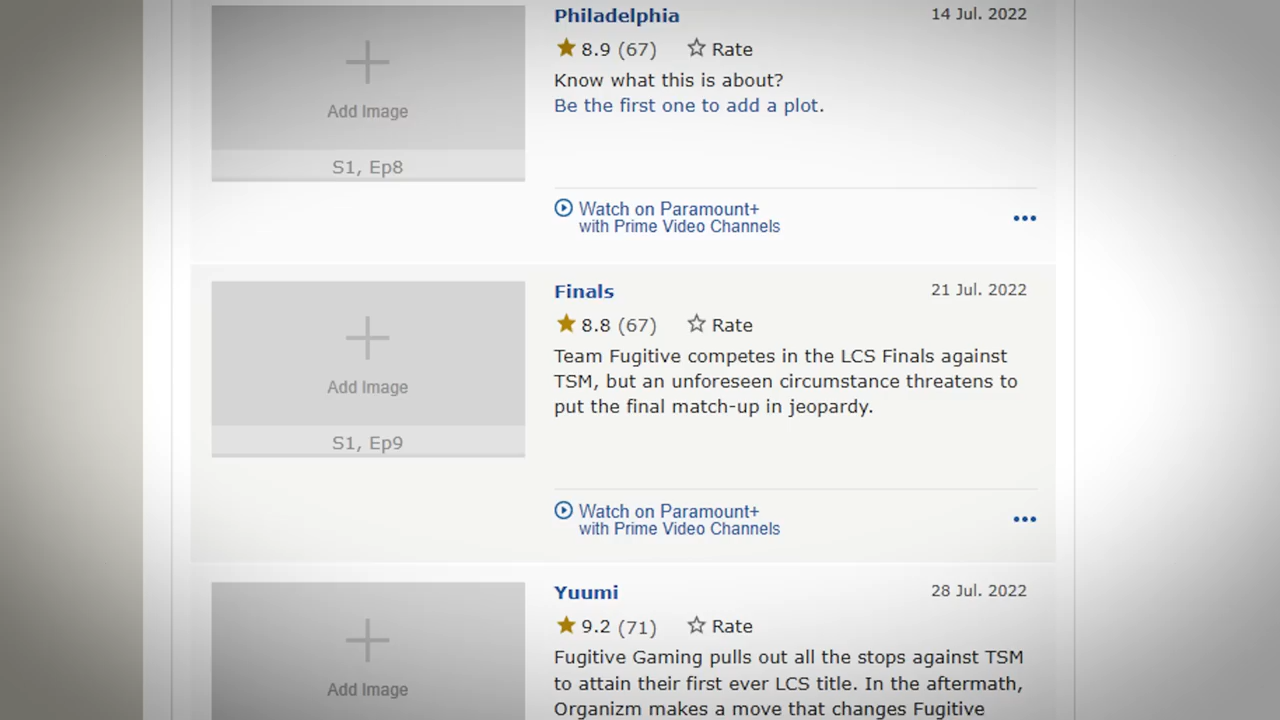 Philadelphia
14 Jul. 2022
8.9 (67) Rate
Know what this is about?
Be the first one to add a plot.
Add Image
S1, Ep8
Watch on Paramount+
with Prime Video Channels
Finals
21 Jul. 2022
8.8 (67) Rate
Team Fugitive competes in the LCS Finals against
TSM, but an unforeseen circumstance threatens to
put the final match-up in jeopardy.
Add Image
S1, Ep9
Watch on Paramount+
with Prime Video Channels
Yuumi
28 Jul. 2022
9.2 (71) Rate
Fugitive Gaming pulls out all the stops against TSM
to attain their first ever LCS title. In the aftermath,
Organizm makes a move that changes Fugitive
Add Image